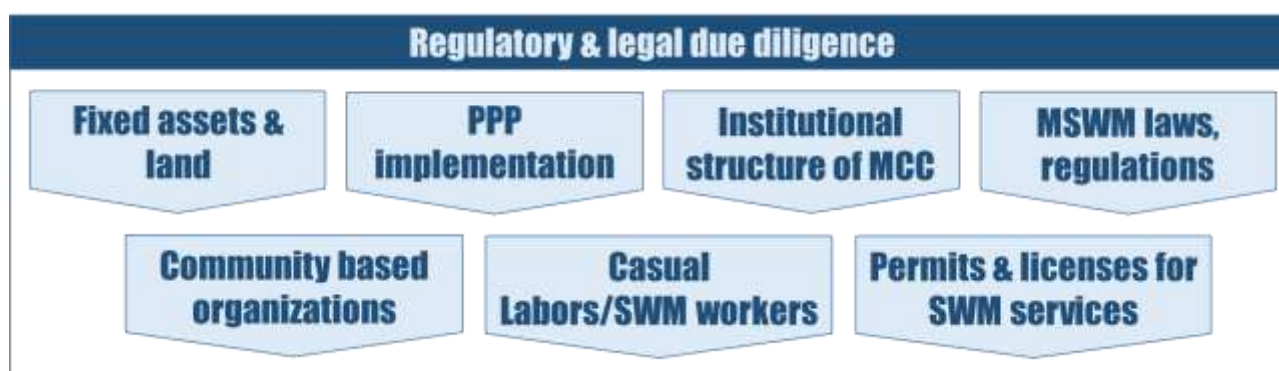 Regulatory & legal due diligence
Fixed assets &
land
PPP
implementation
Institutional
structure of MCC
MSWM laws,
regulations
Community based
organizations
Casual
Labors/SWM workers
Permits & licenses for
SWM services